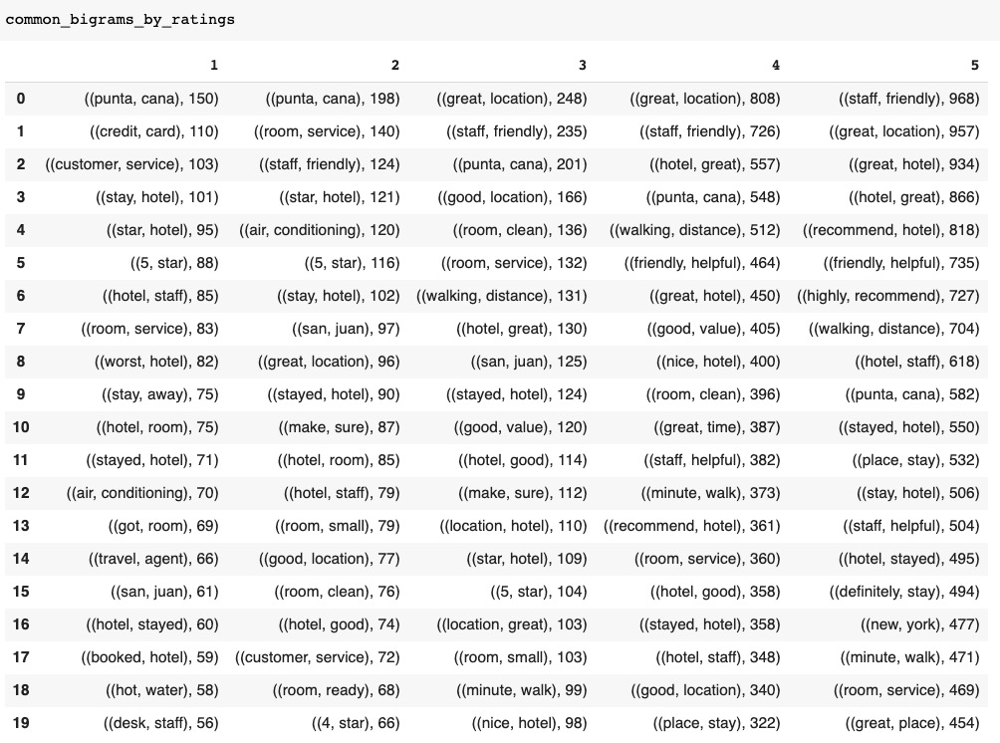 common_bigrams_by_ratings
1 2 3 4 5
0 ((punta, cana), 150) ((punta, cana), 198) ((great, location), 248) ((great, location), 808) ((staff, friendly), 968)
1 ((credit, card), 110) ((room, service), 140) ((staff, friendly), 235) ((staff, friendly), 726) ((great, location), 957)
2 ((customer, service), 103) ((staff, friendly), 124) ((punta, cana), 201) ((hotel, great), 557) ((great, hotel), 934)
3 ((stay, hotel), 101) ((star, hotel), 121) ((good, location), 166) ((punta, cana), 548) ((hotel, great), 866)
4 ((star, hotel), 95) ((air, conditioning), 120) ((room, clean), 136) ((walking, distance), 512) ((recommend, hotel), 818)
5 ((5, star), 88) ((5, star), 116) ((room, service), 132) ((friendly, helpful), 464) ((friendly, helpful), 735)
6 ((hotel, staff), 85) ((stay, hotel), 102) ((walking, distance), 131) ((great, hotel), 450) ((highly, recommend), 727)
7 ((room, service), 83) ((san, juan), 97) ((hotel, great), 130) ((good, value), 405) ((walking, distance), 704)
8 ((worst, hotel), 82) ((great, location), 96) ((san, juan), 125) ((nice, hotel), 400) ((hotel, staff), 618)
9 ((stay, away), 75) ((stayed, hotel), 90) ((stayed, hotel), 124) ((room, clean), 396) ((punta, cana), 582)
10 ((hotel, room), 75) ((make, sure), 87) ((good, value), 120) ((great, time), 387) ((stayed, hotel), 550)
11 ((stayed, hotel), 71) ((hotel, room), 85) ((hotel, good), 114) ((staff, helpful), 382) ((place, stay), 532)
12 ((air, conditioning), 70) ((hotel, staff), 79) ((make, sure), 112) ((minute, walk), 373) ((stay, hotel), 506)
13 ((got, room), 69) ((room, small), 79) ((location, hotel), 110) ((recommend, hotel), 361) ((staff, helpful), 504)
14 ((travel, agent), 66) ((good, location), 77) ((star, hotel), 109) ((room, service), 360) ((hotel, stayed), 495)
15 ((san, juan), 61) ((room, clean), 76) ((5, star), 104) ((hotel, good), 358) ((definitely, stay), 494)
16 ((hotel, stayed), 60) ((hotel, good), 74) ((location, great), 103) ((stayed, hotel), 358) ((new, york), 477)
17 ((booked, hotel), 59) ((customer, service), 72) ((room, small), 103) ((hotel, staff), 348) ((minute, walk), 471)
18 ((hot, water), 58) ((room, ready), 68) ((minute, walk), 99) ((good, location), 340) ((room, service), 469)
19 ((desk, staff), 56) ((4, star), 66) ((nice, hotel), 98) ((place, stay), 322) ((great, place), 454)